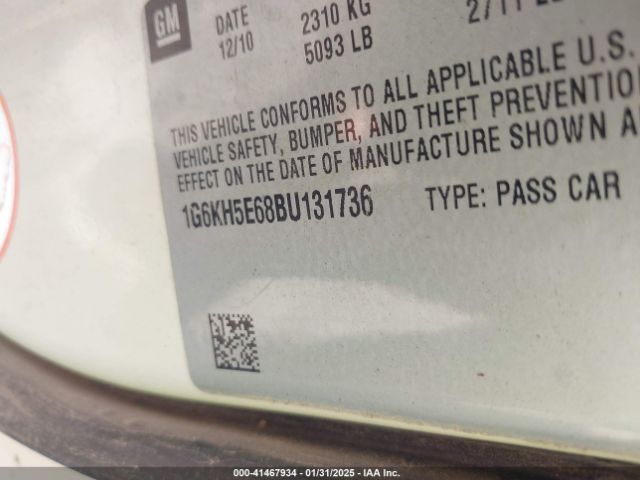 GM
DATE 2310 KG
12/10 5093 LB
THIS VEHICLE CONFORMS TO ALL APPLICABLE U.S.
VEHICLE SAFETY, BUMPER, AND THEFT PREVENTION
EFFECT ON THE DATE OF MANUFACTURE SHOWN
1G6KH5E68BU131736 TYPE: PASS CAR
000-41467934 - 01/31/2025 - IAA Inc.